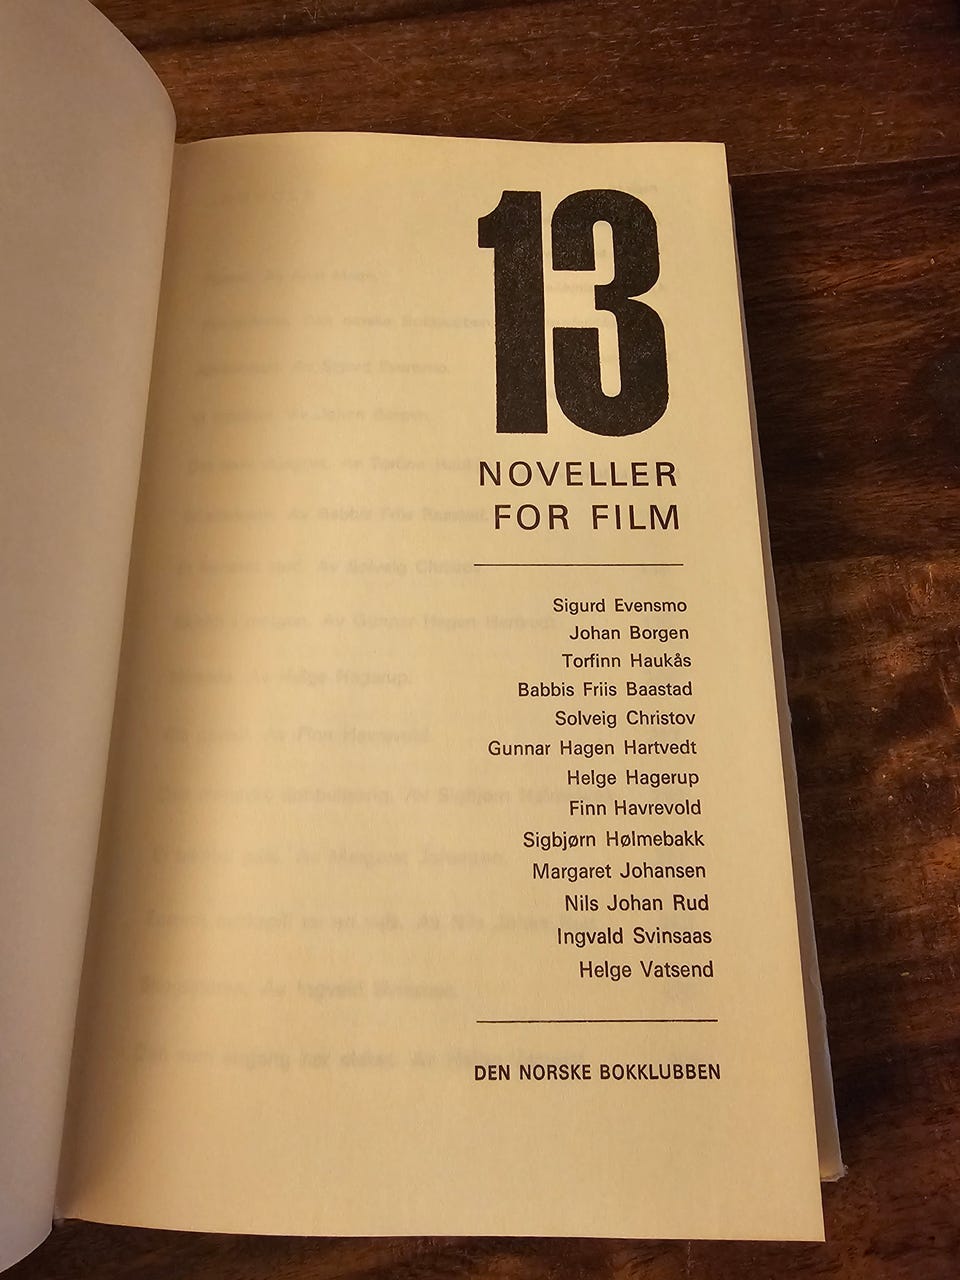 13
NOVELLER
FOR FILM
Sigurd Evensmo
Johan Borgen
Torfinn Haukås
Babbis Friis Baastad
Solveig Christov
Gunnar Hagen Hartvedt
Helge Hagerup
Finn Havrevold
Sigbjørn Hølmebakk
Margaret Johansen
Nils Johan Rud
Ingvald Svinsaas
Helge Vatsend
DEN NORSKE BOKKLUBBEN